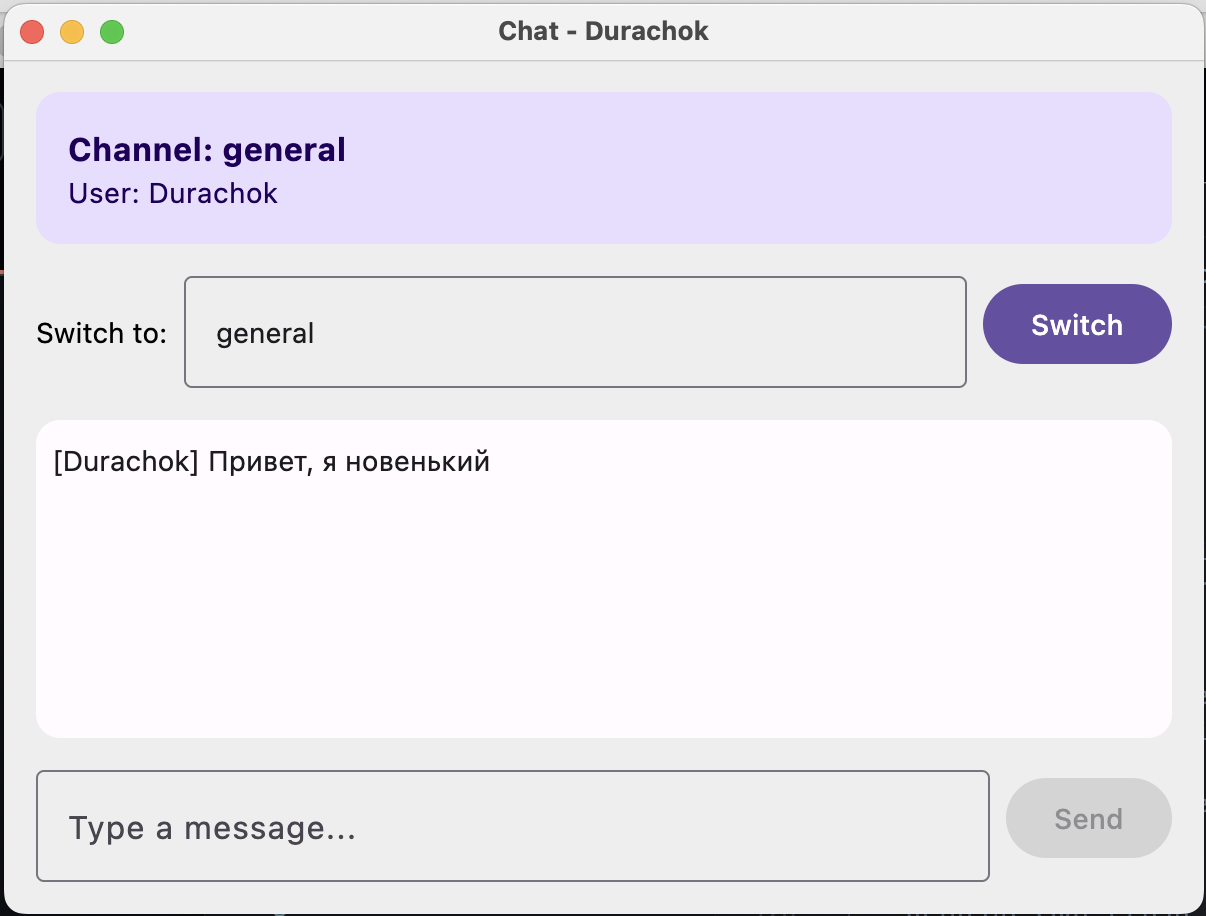 Chat - Durachok
Channel: general
User: Durachok
Switch to:
general
Switch
[Durachok] Привет, я новенький
Type a message...
Send